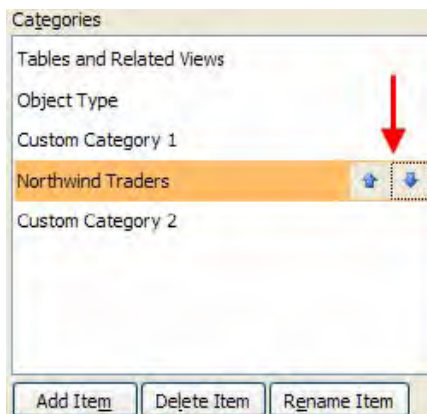 Categories
Tables and Related Views
Object Type
Custom Category 1
Northwind Traders
Custom Category 2
Add Item Delete Item Rename Item